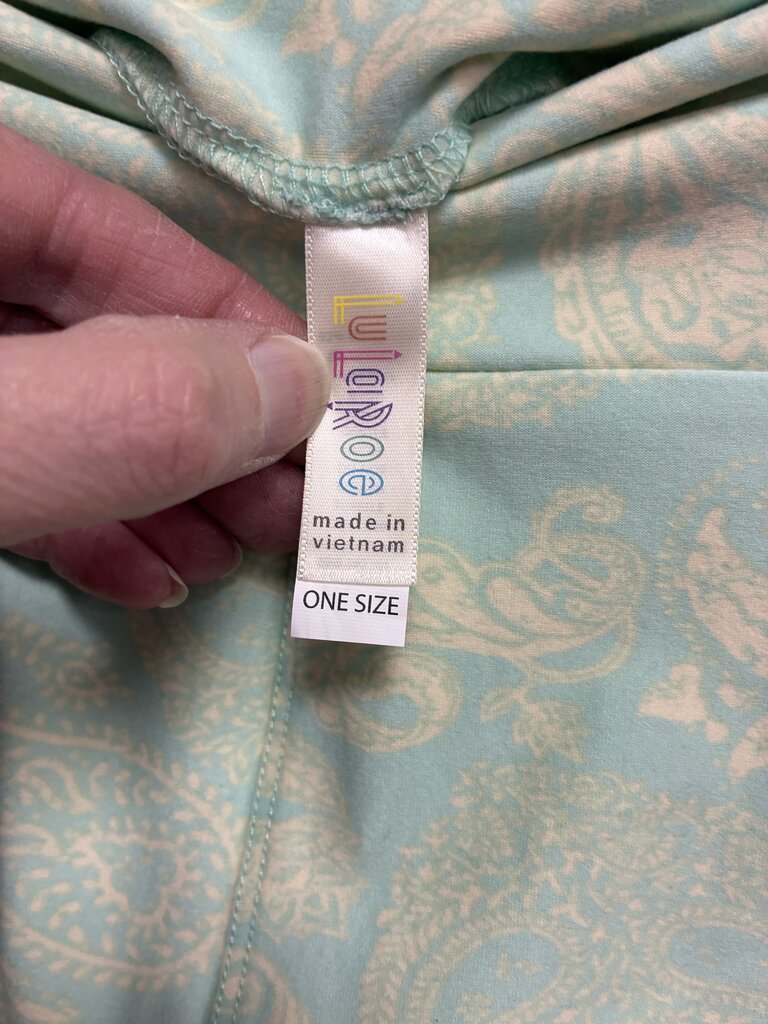 LuLaRoe
made in
vietnam
ONE SIZE